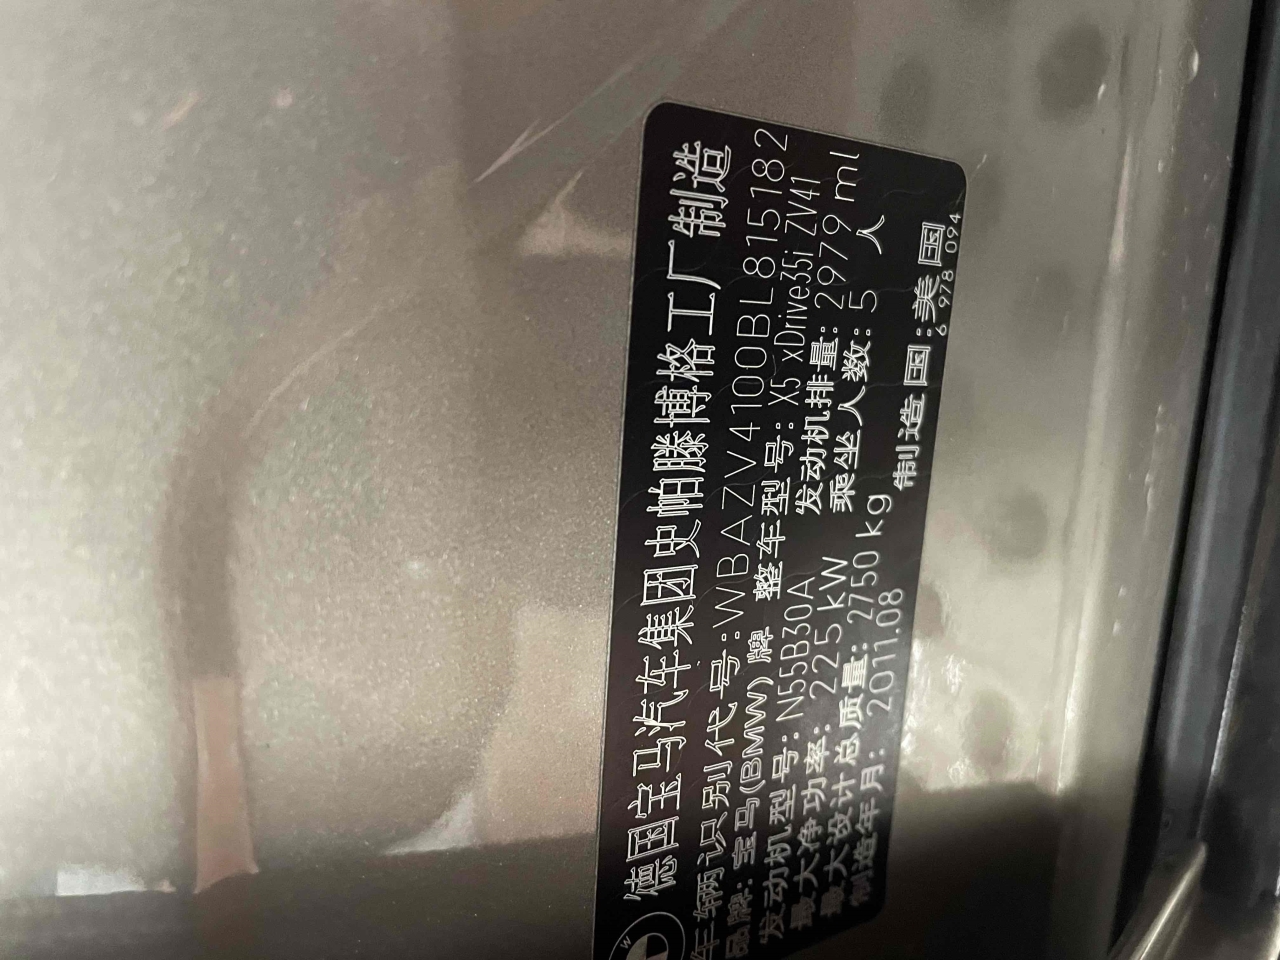 德国宝马汽车集团史帕滕博格工厂制造
车辆识别代号:WBAZV4100BL815182
品牌:宝马(BMW)牌 整车型号:X5 xDrive35i ZV41
发动机型号:N55B30A 发动机排量:2979 ml
最大净功率:225 kW 乘坐人数:5 人
最大设计总质量:2750 kg
制造年月:2011.08 制造国:美国
6 978 094
W